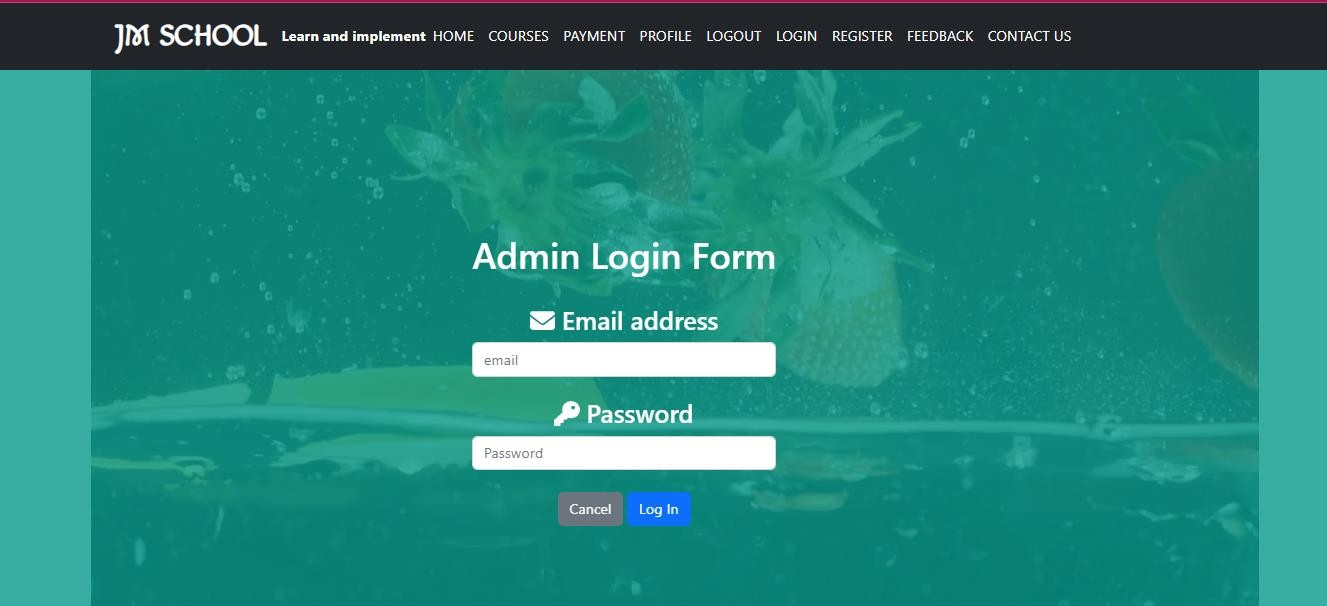 JM SCHOOL Learn and implement HOME COURSES PAYMENT PROFILE LOGOUT LOGIN REGISTER FEEDBACK CONTACT US
Admin Login Form
Email address
email
Password
Password
Cancel Log In